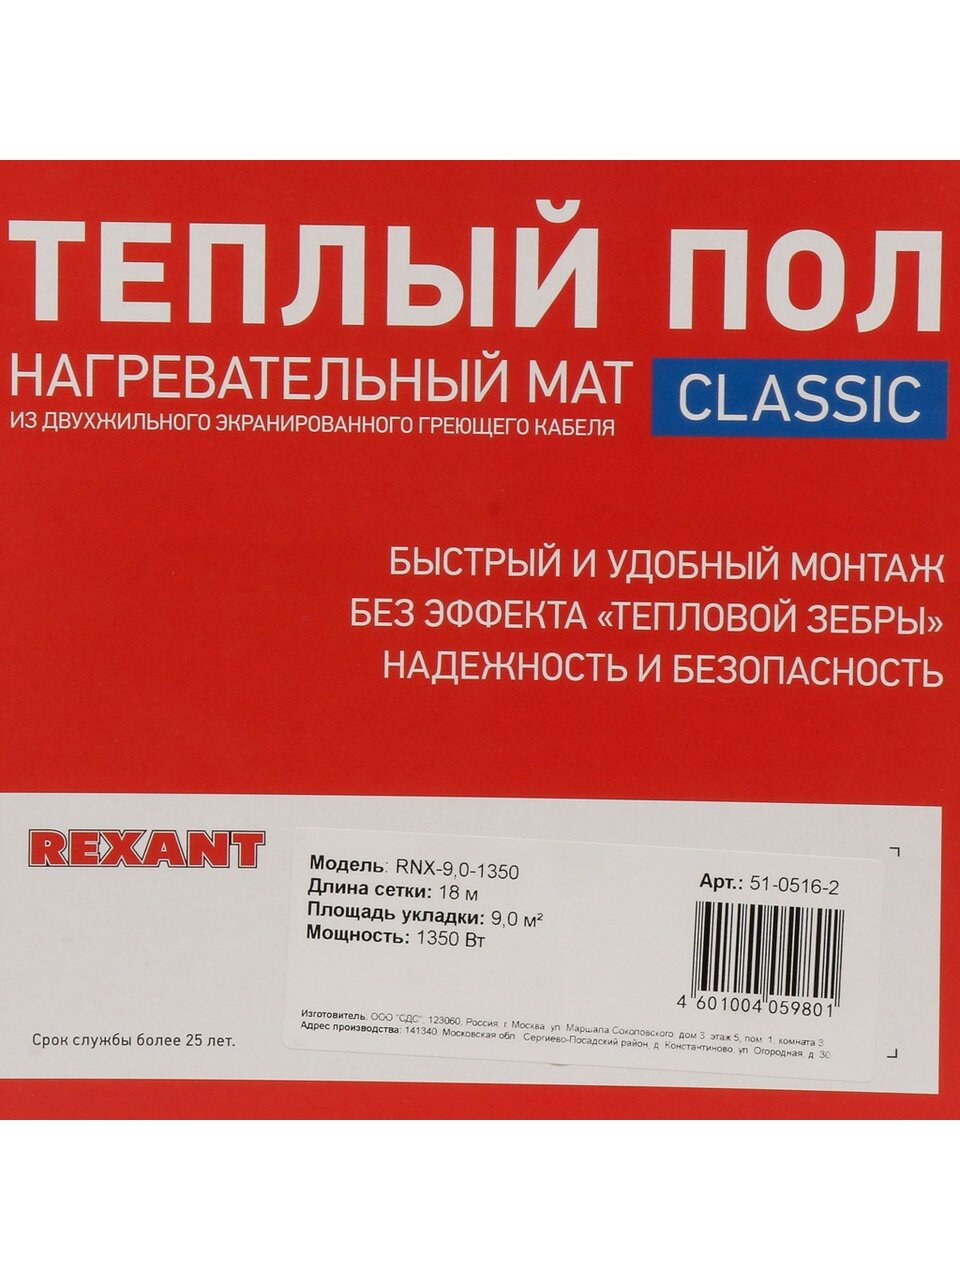 ТЕПЛЫЙ ПОЛ
НАГРЕВАТЕЛЬНЫЙ МАТ CLASSIC
ИЗ ДВУХЖИЛЬНОГО ЭКРАНИРОВАННОГО ГРЕЮЩЕГО КАБЕЛЯ
БЫСТРЫЙ И УДОБНЫЙ МОНТАЖ
БЕЗ ЭФФЕКТА «ТЕПЛОВОЙ ЗЕБРЫ»
НАДЕЖНОСТЬ И БЕЗОПАСНОСТЬ
REXANT
Модель: RNX-9,0-1350
Длина сетки: 18 м
Площадь укладки: 9,0 м²
Мощность: 1350 Вт
Арт.: 51-0516-2
4 601004 059801
Изготовитель: ООО "СДС", 123060, Россия, г. Москва, ул. Маршала Соколовского, дом 3, этаж 5, пом. 1, комната 3
Адрес производства: 141340, Московская обл., Сергиево-Посадский район, д. Константиново, ул. Огородная, д. 30
Срок службы более 25 лет.